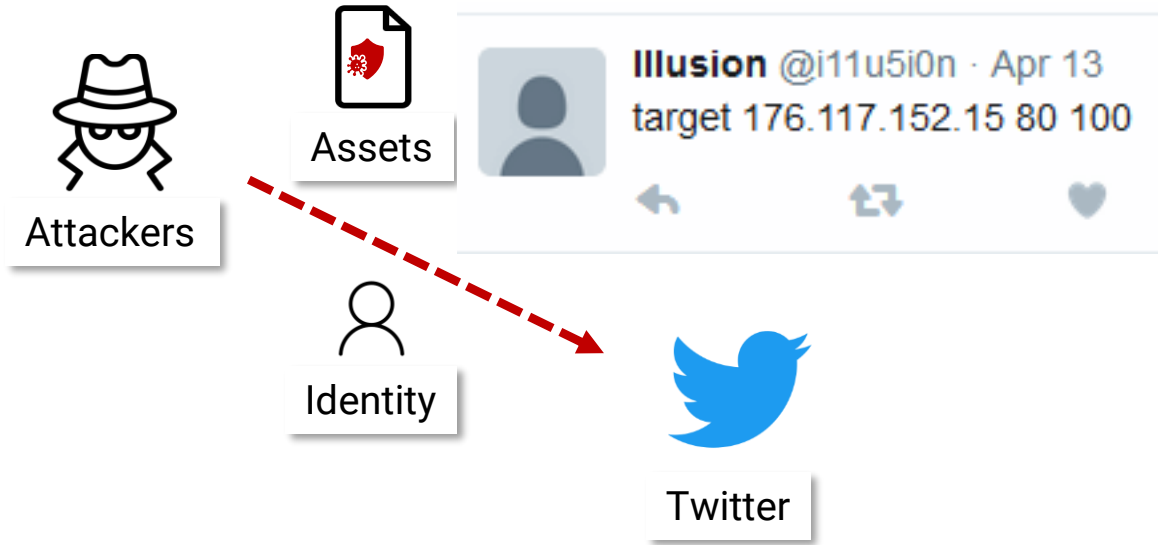 Attackers
Assets
Illusion @i11u5i0n · Apr 13
target 176.117.152.15 80 100
Identity
Twitter